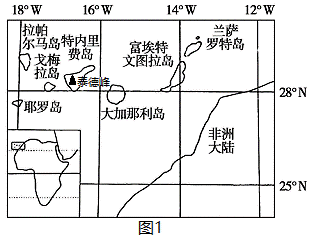 18°W 16°W 14°W 12°W
拉帕
尔马岛
特内里
费岛
富埃特
文图拉岛
兰萨
罗特岛
戈梅
拉岛
泰德峰
耶罗岛
大加那利岛
非洲
大陆
28°N
25°N
图1